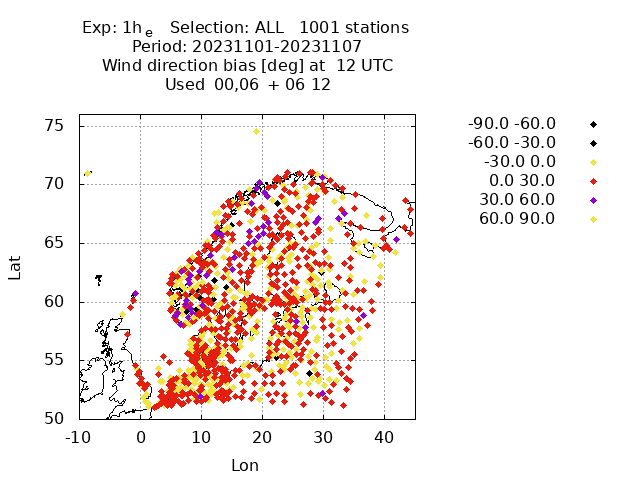 Exp: 1h e   Selection: ALL   1001 stations
Period: 20231101-20231107
Wind direction bias [deg] at  12 UTC
Used  00,06  + 06 12
-90.0 -60.0
-60.0 -30.0
-30.0 0.0
0.0 30.0
30.0 60.0
60.0 90.0
75
70
65
60
55
50
Lat
-10 0 10 20 30 40
Lon